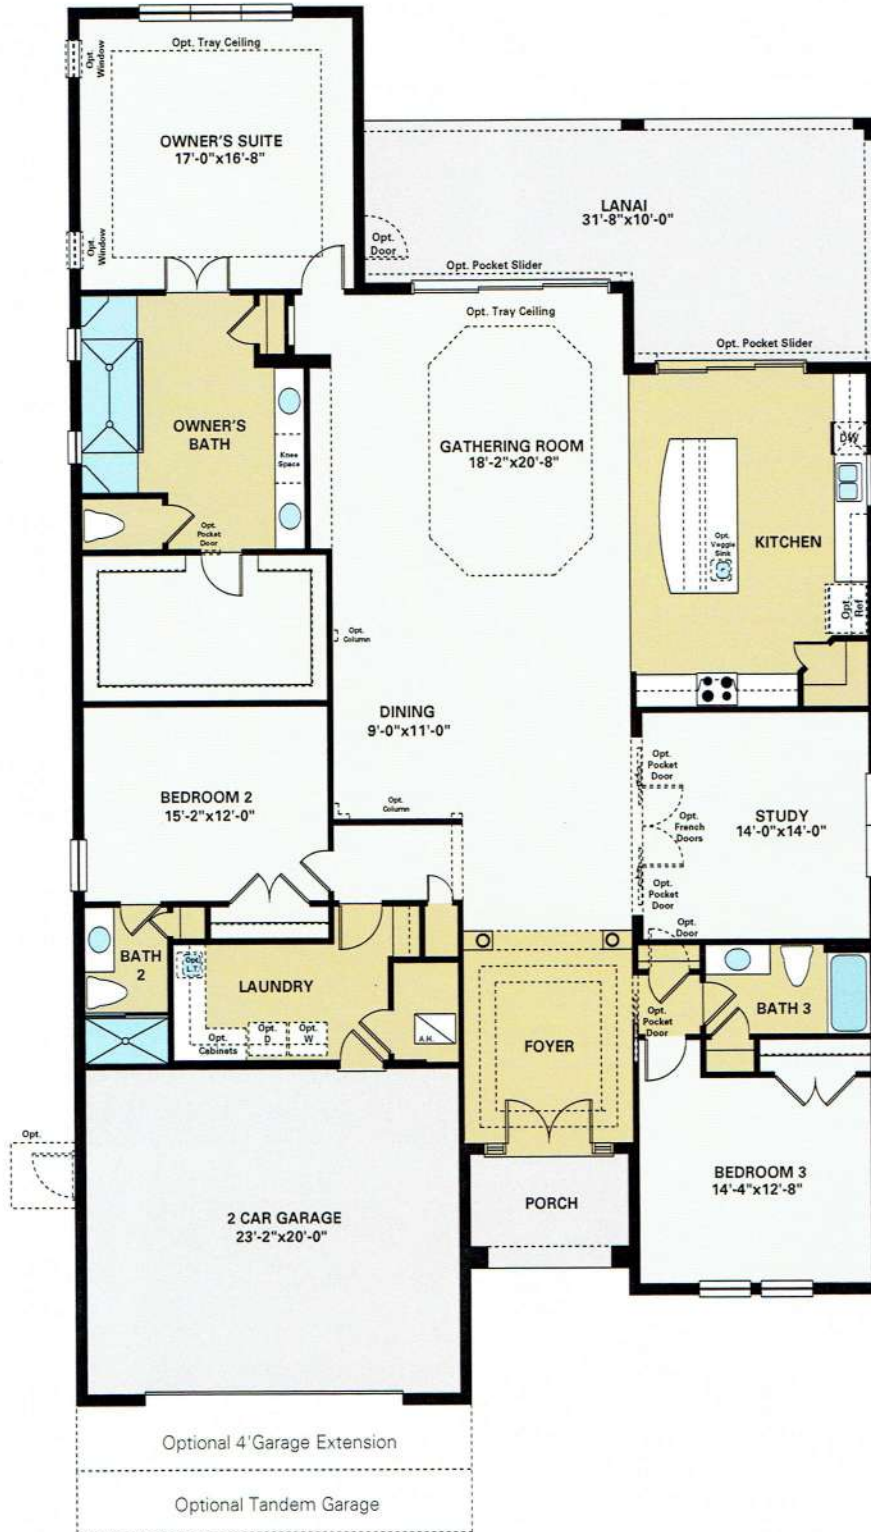 Opt. Tray Ceiling
Opt.
Window
OWNER'S SUITE
17'-0"x16'-8"
Opt.
Window
LANAI
31'-8"x10'-0"
Opt.
Door
Opt. Pocket Slider
Opt. Tray Ceiling
Opt. Pocket Slider
OWNER'S
BATH
Knee
Space
Opt.
Pocket
Door
GATHERING ROOM
18'-2"x20'-8"
DW
KITCHEN
Opt.
Veggie
Sink
Opt.
Ref
Opt.
Column
DINING
9'-0"x11'-0"
Opt.
Column
BEDROOM 2
15'-2"x12'-0"
Opt.
Pocket
Door
Opt.
French
Doors
Opt.
Pocket
Door
STUDY
14'-0"x14'-0"
Opt.
Door
BATH
2
Opt.
L.T.
LAUNDRY
Opt.
Cabinets
Opt.
D
Opt.
W
A.H.
FOYER
Opt.
Pocket
Door
BATH 3
Opt.
BEDROOM 3
14'-4"x12'-8"
PORCH
2 CAR GARAGE
23'-2"x20'-0"
Optional 4'Garage Extension
Optional Tandem Garage